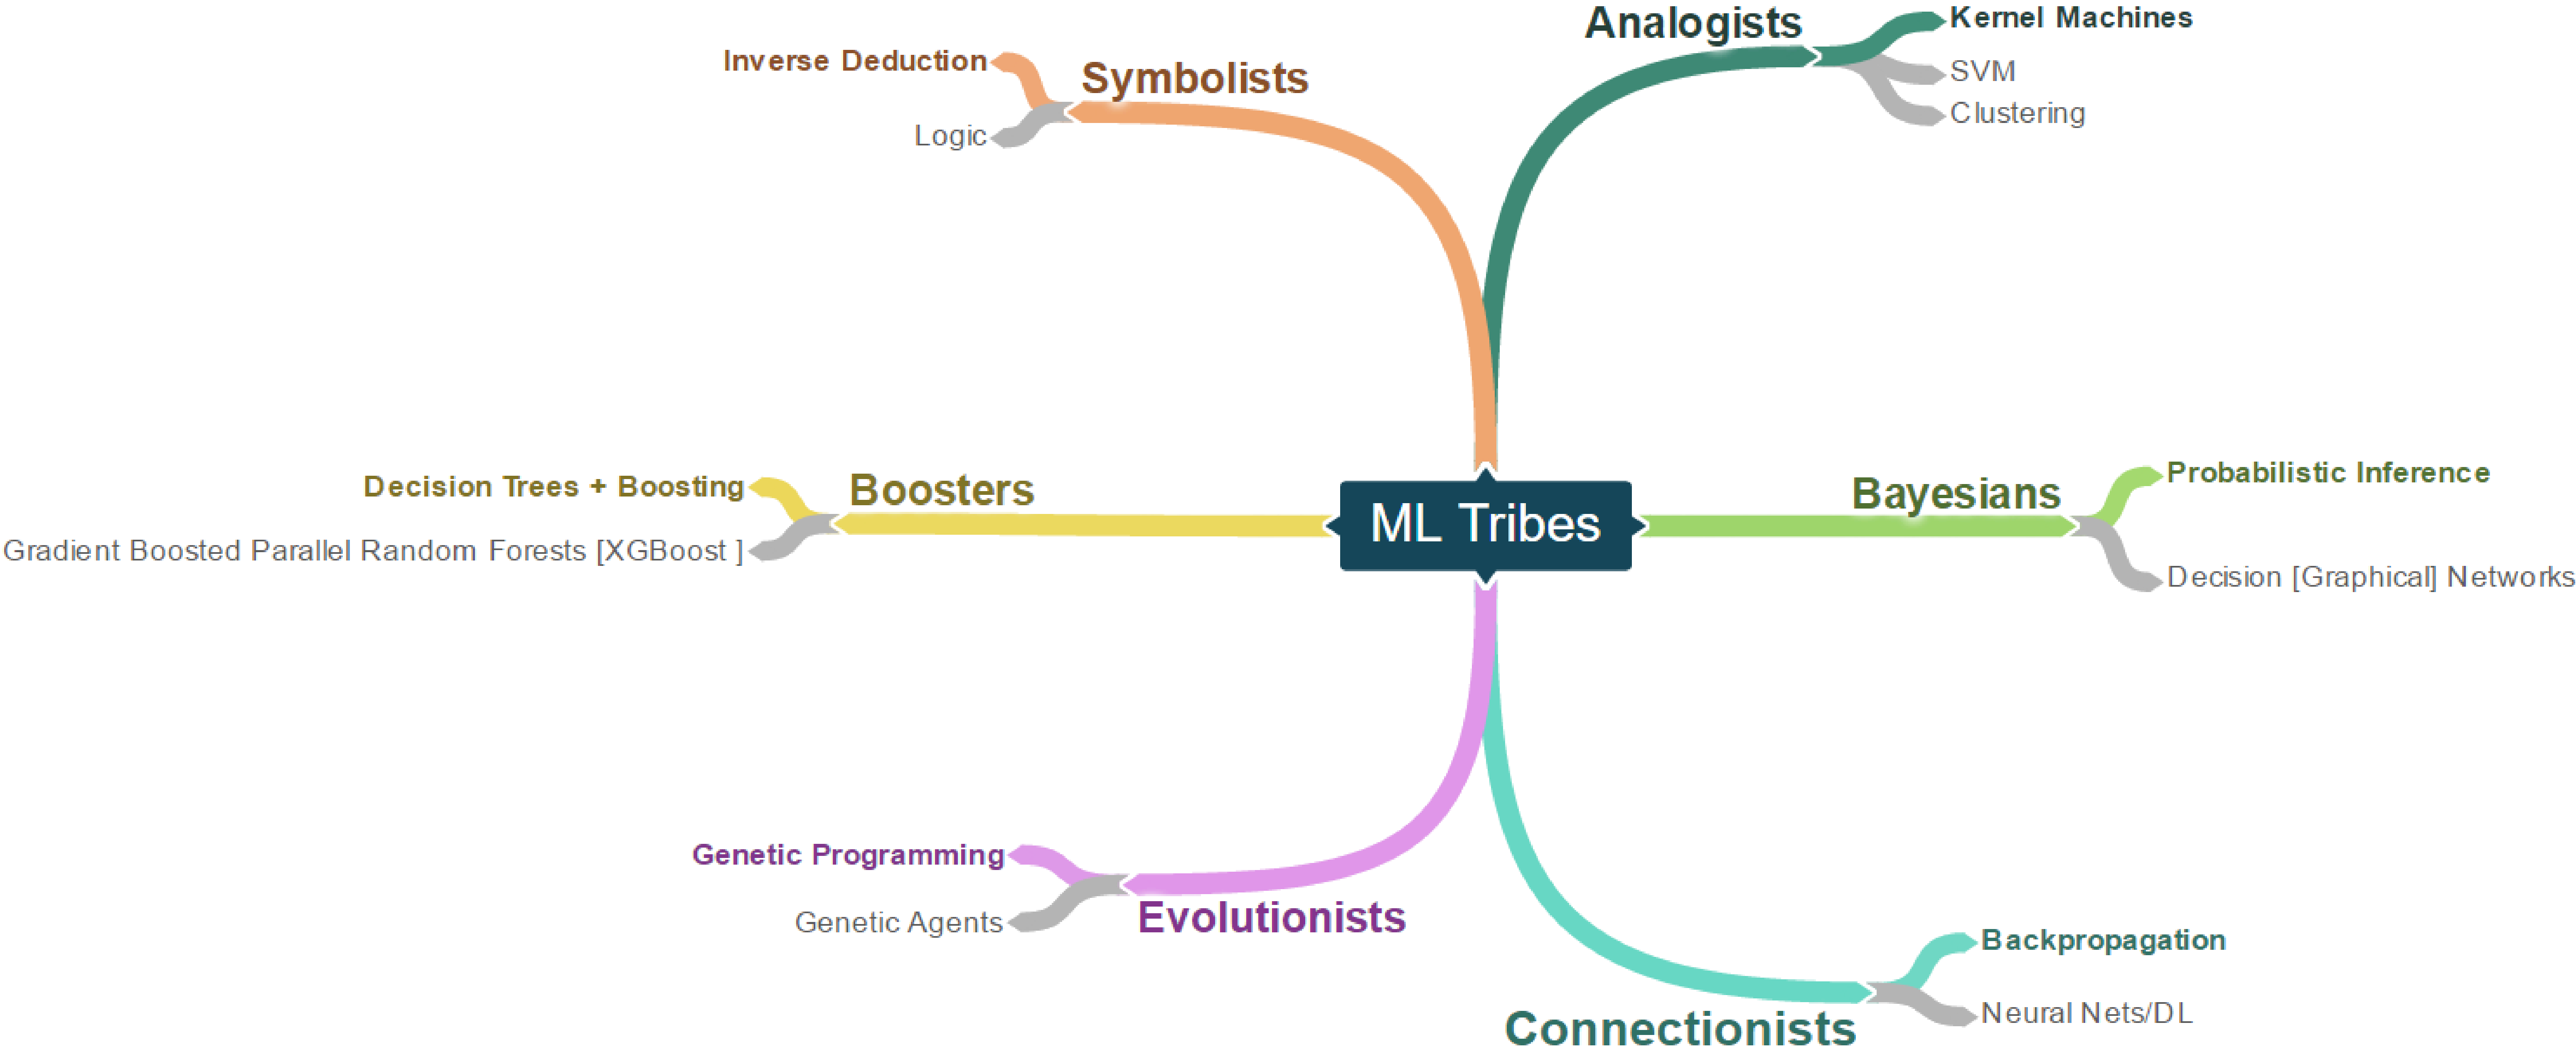 Analogists
Kernel Machines
SVM
Clustering
Symbolists
Inverse Deduction
Logic
Boosters
Decision Trees + Boosting
Gradient Boosted Parallel Random Forests [XGBoost ]
ML Tribes
Bayesians
Probabilistic Inference
Decision [Graphical] Networks
Genetic Programming
Genetic Agents
Evolutionists
Connectionists
Backpropagation
Neural Nets/DL